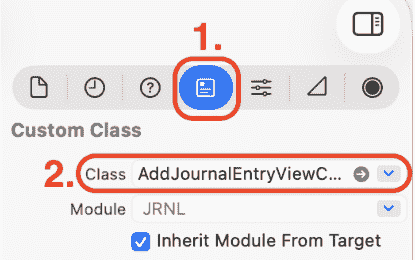 1.
?
Custom Class
2. Class AddJournalEntryViewC...
Module JRNL
Inherit Module From Target